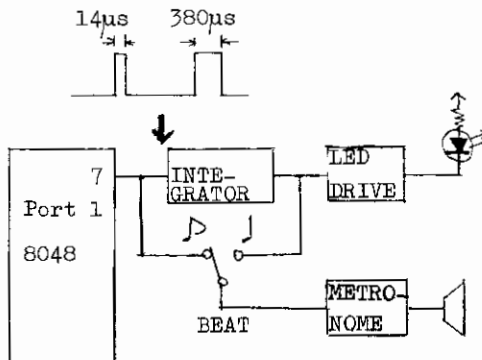 14µs 380µs
7
Port 1
8048
INTE-
GRATOR
LED
DRIVE
BEAT
METRO-
NOME